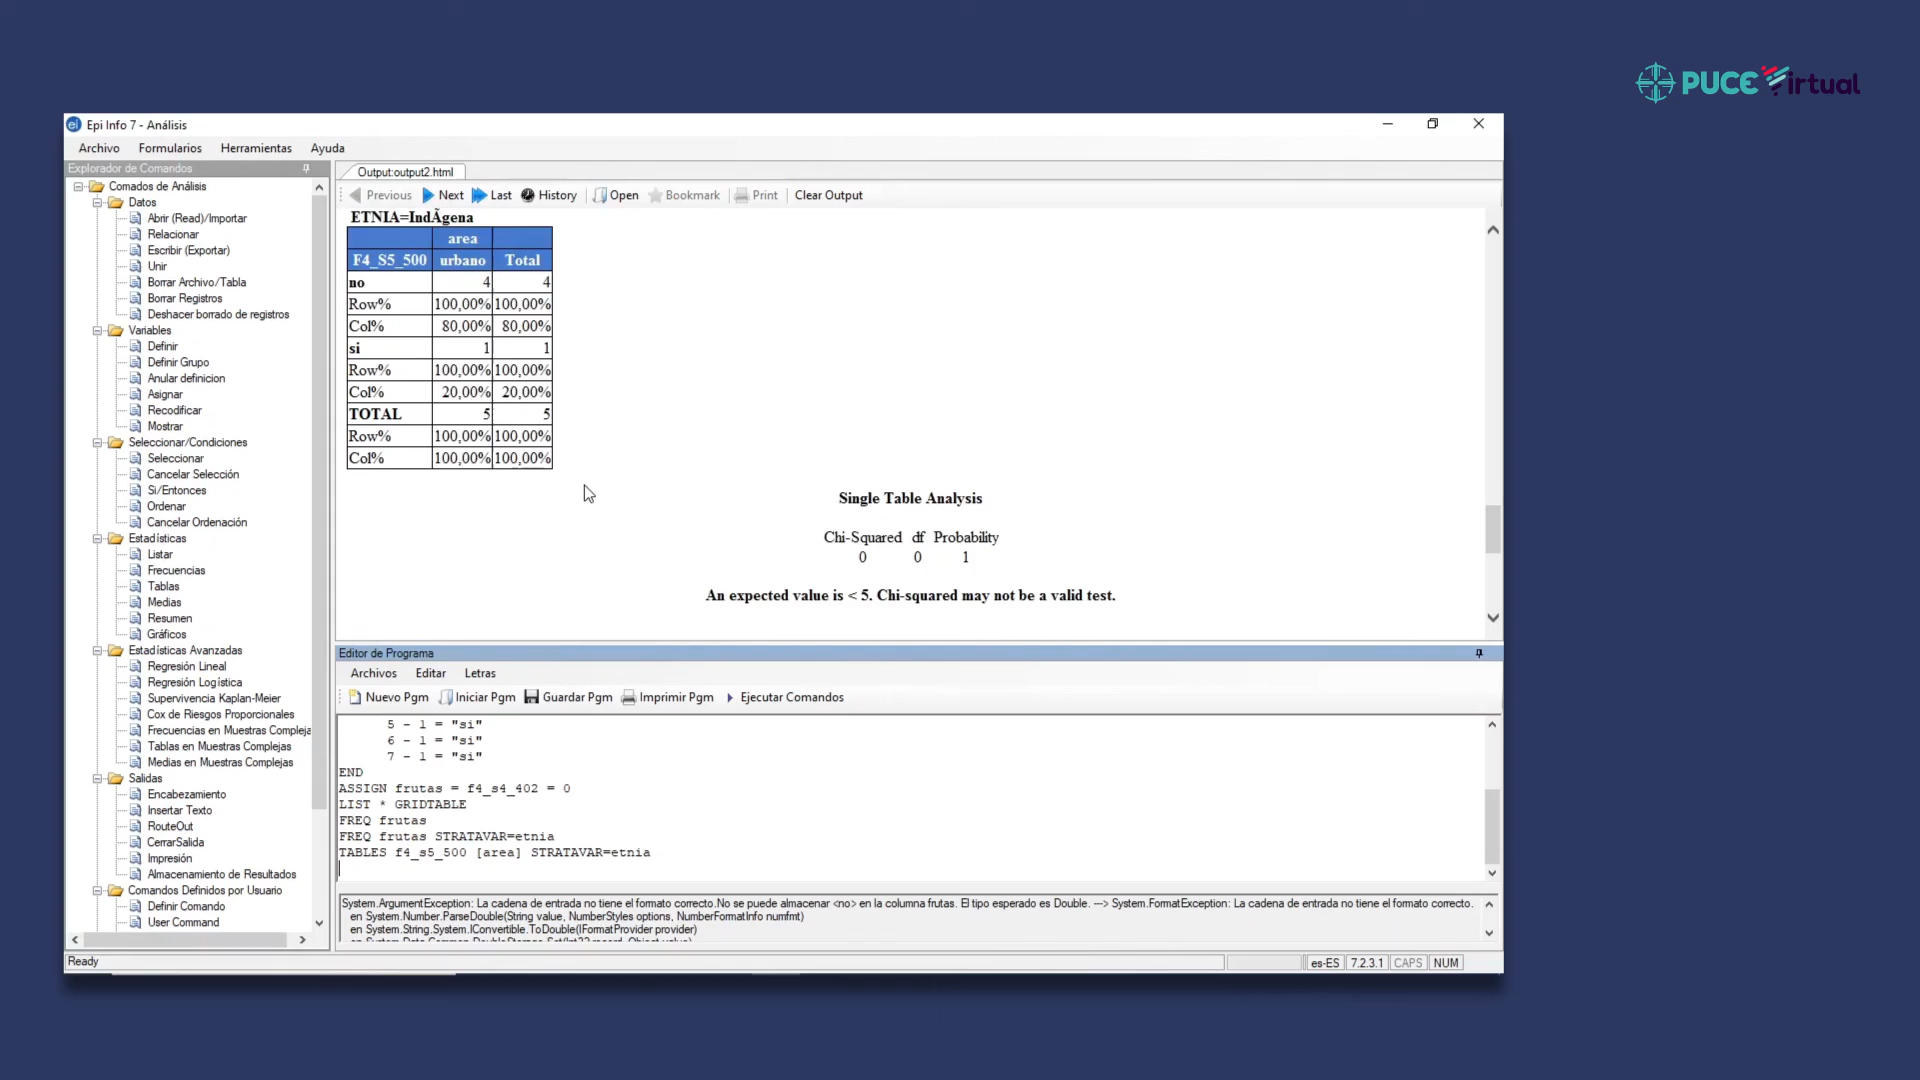 PUCE Virtual
Epi Info 7 - Análisis
Archivo Formularios Herramientas Ayuda
Explorador de Comandos
Comados de Análisis
Datos
Abrir (Read)/Importar
Relacionar
Escribir (Exportar)
Unir
Borrar Archivo/Tabla
Borrar Registros
Deshacer borrado de registros
Variables
Definir
Definir Grupo
Anular definicion
Asignar
Recodificar
Mostrar
Seleccionar/Condiciones
Seleccionar
Cancelar Selección
Si/Entonces
Ordenar
Cancelar Ordenación
Estadísticas
Listar
Frecuencias
Tablas
Medias
Resumen
Gráficos
Estadísticas Avanzadas
Regresión Lineal
Regresión Logística
Supervivencia Kaplan-Meier
Cox de Riesgos Proporcionales
Frecuencias en Muestras Compleja
Tablas en Muestras Complejas
Medias en Muestras Complejas
Salidas
Encabezamiento
Insertar Texto
RouteOut
CerrarSalida
Impresión
Almacenamiento de Resultados
Comandos Definidos por Usuario
Definir Comando
User Command
Output:output2.html
Previous Next Last History Open Bookmark Print Clear Output
ETNIA=IndÃgena
area
F4_S5_500 urbano Total
no 4 4
Row% 100,00% 100,00%
Col% 80,00% 80,00%
si 1 1
Row% 100,00% 100,00%
Col% 20,00% 20,00%
TOTAL 5 5
Row% 100,00% 100,00%
Col% 100,00% 100,00%
Single Table Analysis
Chi-Squared df Probability
0 0 1
An expected value is < 5. Chi-squared may not be a valid test.
Editor de Programa
Archivos Editar Letras
Nuevo Pgm Iniciar Pgm Guardar Pgm Imprimir Pgm Ejecutar Comandos
5 - 1 = "si"
6 - 1 = "si"
7 - 1 = "si"
END
ASSIGN frutas = f4_s4_402 = 0
LIST * GRIDTABLE
FREQ frutas
FREQ frutas STRATAVAR=etnia
TABLES f4_s5_500 [area] STRATAVAR=etnia
System.ArgumentException: La cadena de entrada no tiene el formato correcto.No se puede almacenar <no> en la columna frutas. El tipo esperado es Double. ---> System.FormatException: La cadena de entrada no tiene el formato correcto.
en System.Number.ParseDouble(String value, NumberStyles options, NumberFormatInfo numfmt)
en System.String.System.IConvertible.ToDouble(IFormatProvider provider)
en System.Data.Common.DoubleStorage.Set(Int32 record, Object value)
Ready es-ES 7.2.3.1 CAPS NUM